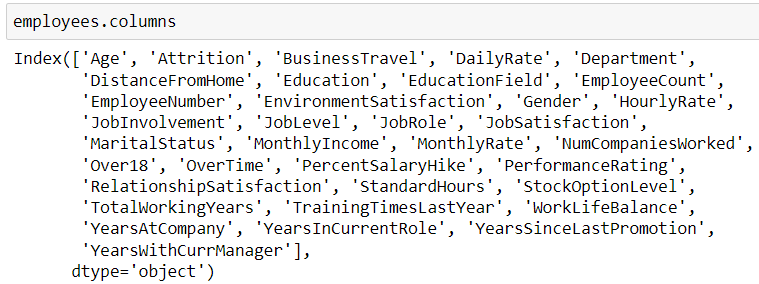 employees.columns
Index(['Age', 'Attrition', 'BusinessTravel', 'DailyRate', 'Department',
'DistanceFromHome', 'Education', 'EducationField', 'EmployeeCount',
'EmployeeNumber', 'EnvironmentSatisfaction', 'Gender', 'HourlyRate',
'JobInvolvement', 'JobLevel', 'JobRole', 'JobSatisfaction',
'MaritalStatus', 'MonthlyIncome', 'MonthlyRate', 'NumCompaniesWorked',
'Over18', 'OverTime', 'PercentSalaryHike', 'PerformanceRating',
'RelationshipSatisfaction', 'StandardHours', 'StockOptionLevel',
'TotalWorkingYears', 'TrainingTimesLastYear', 'WorkLifeBalance',
'YearsAtCompany', 'YearsInCurrentRole', 'YearsSinceLastPromotion',
'YearsWithCurrManager'],
dtype='object')